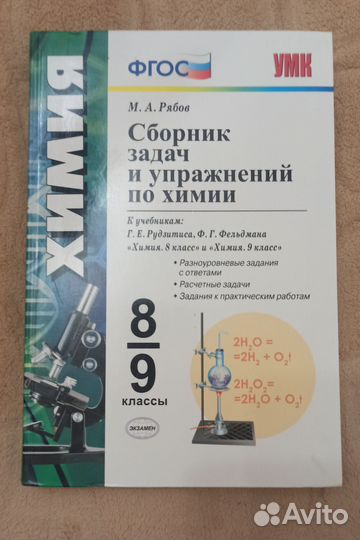 ХИМИЯ
ФГОС
УМК
М. А. Рябов
Сборник
задач
и упражнений
по химии
К учебникам:
Г. Е. Рудзитиса, Ф. Г. Фельдмана
«Химия. 8 класс» и «Химия. 9 класс»
• Разноуровневые задания
с ответами
• Расчетные задачи
• Задания к практическим работам
8
9
КЛАССЫ
2H₂O =
=2H₂ + O₂↑
2H₂O₂=
=2H₂O + O₂↑
ЭКЗАМЕН
Avito